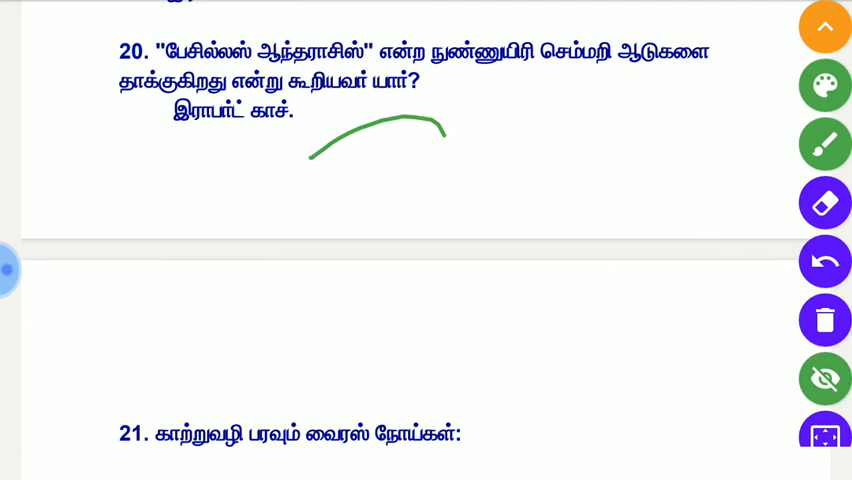 20. "பேசில்லஸ் ஆந்தராசிஸ்" என்ற நுண்ணுயிரி செம்மறி ஆடுகளை
தாக்குகிறது என்று கூறியவர் யார்?
இராபர்ட் காச்.
21. காற்றுவழி பரவும் வைரஸ் நோய்கள்: